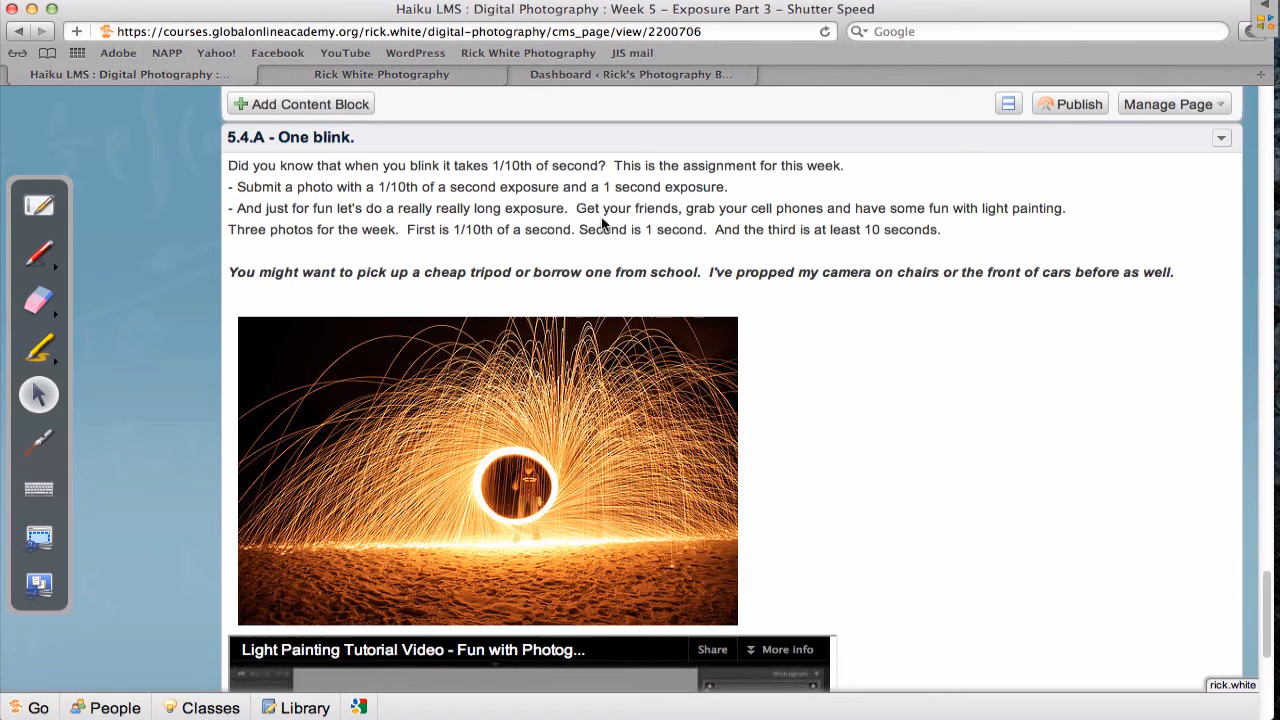 Haiku LMS : Digital Photography : Week 5 – Exposure Part 3 – Shutter Speed
https://courses.globalonlineacademy.org/rick.white/digital-photography/cms_page/view/2200706
Google
Adobe NAPP Yahoo! Facebook YouTube WordPress Rick White Photography JIS mail
Haiku LMS : Digital Photography :... Rick White Photography Dashboard ‹ Rick's Photography B...
Add Content Block Publish Manage Page
5.4.A - One blink.
Did you know that when you blink it takes 1/10th of second? This is the assignment for this week.
- Submit a photo with a 1/10th of a second exposure and a 1 second exposure.
- And just for fun let's do a really really long exposure. Get your friends, grab your cell phones and have some fun with light painting.
Three photos for the week. First is 1/10th of a second. Second is 1 second. And the third is at least 10 seconds.
You might want to pick up a cheap tripod or borrow one from school. I've propped my camera on chairs or the front of cars before as well.
Light Painting Tutorial Video - Fun with Photog... Share More info
rick.white
Go People Classes Library